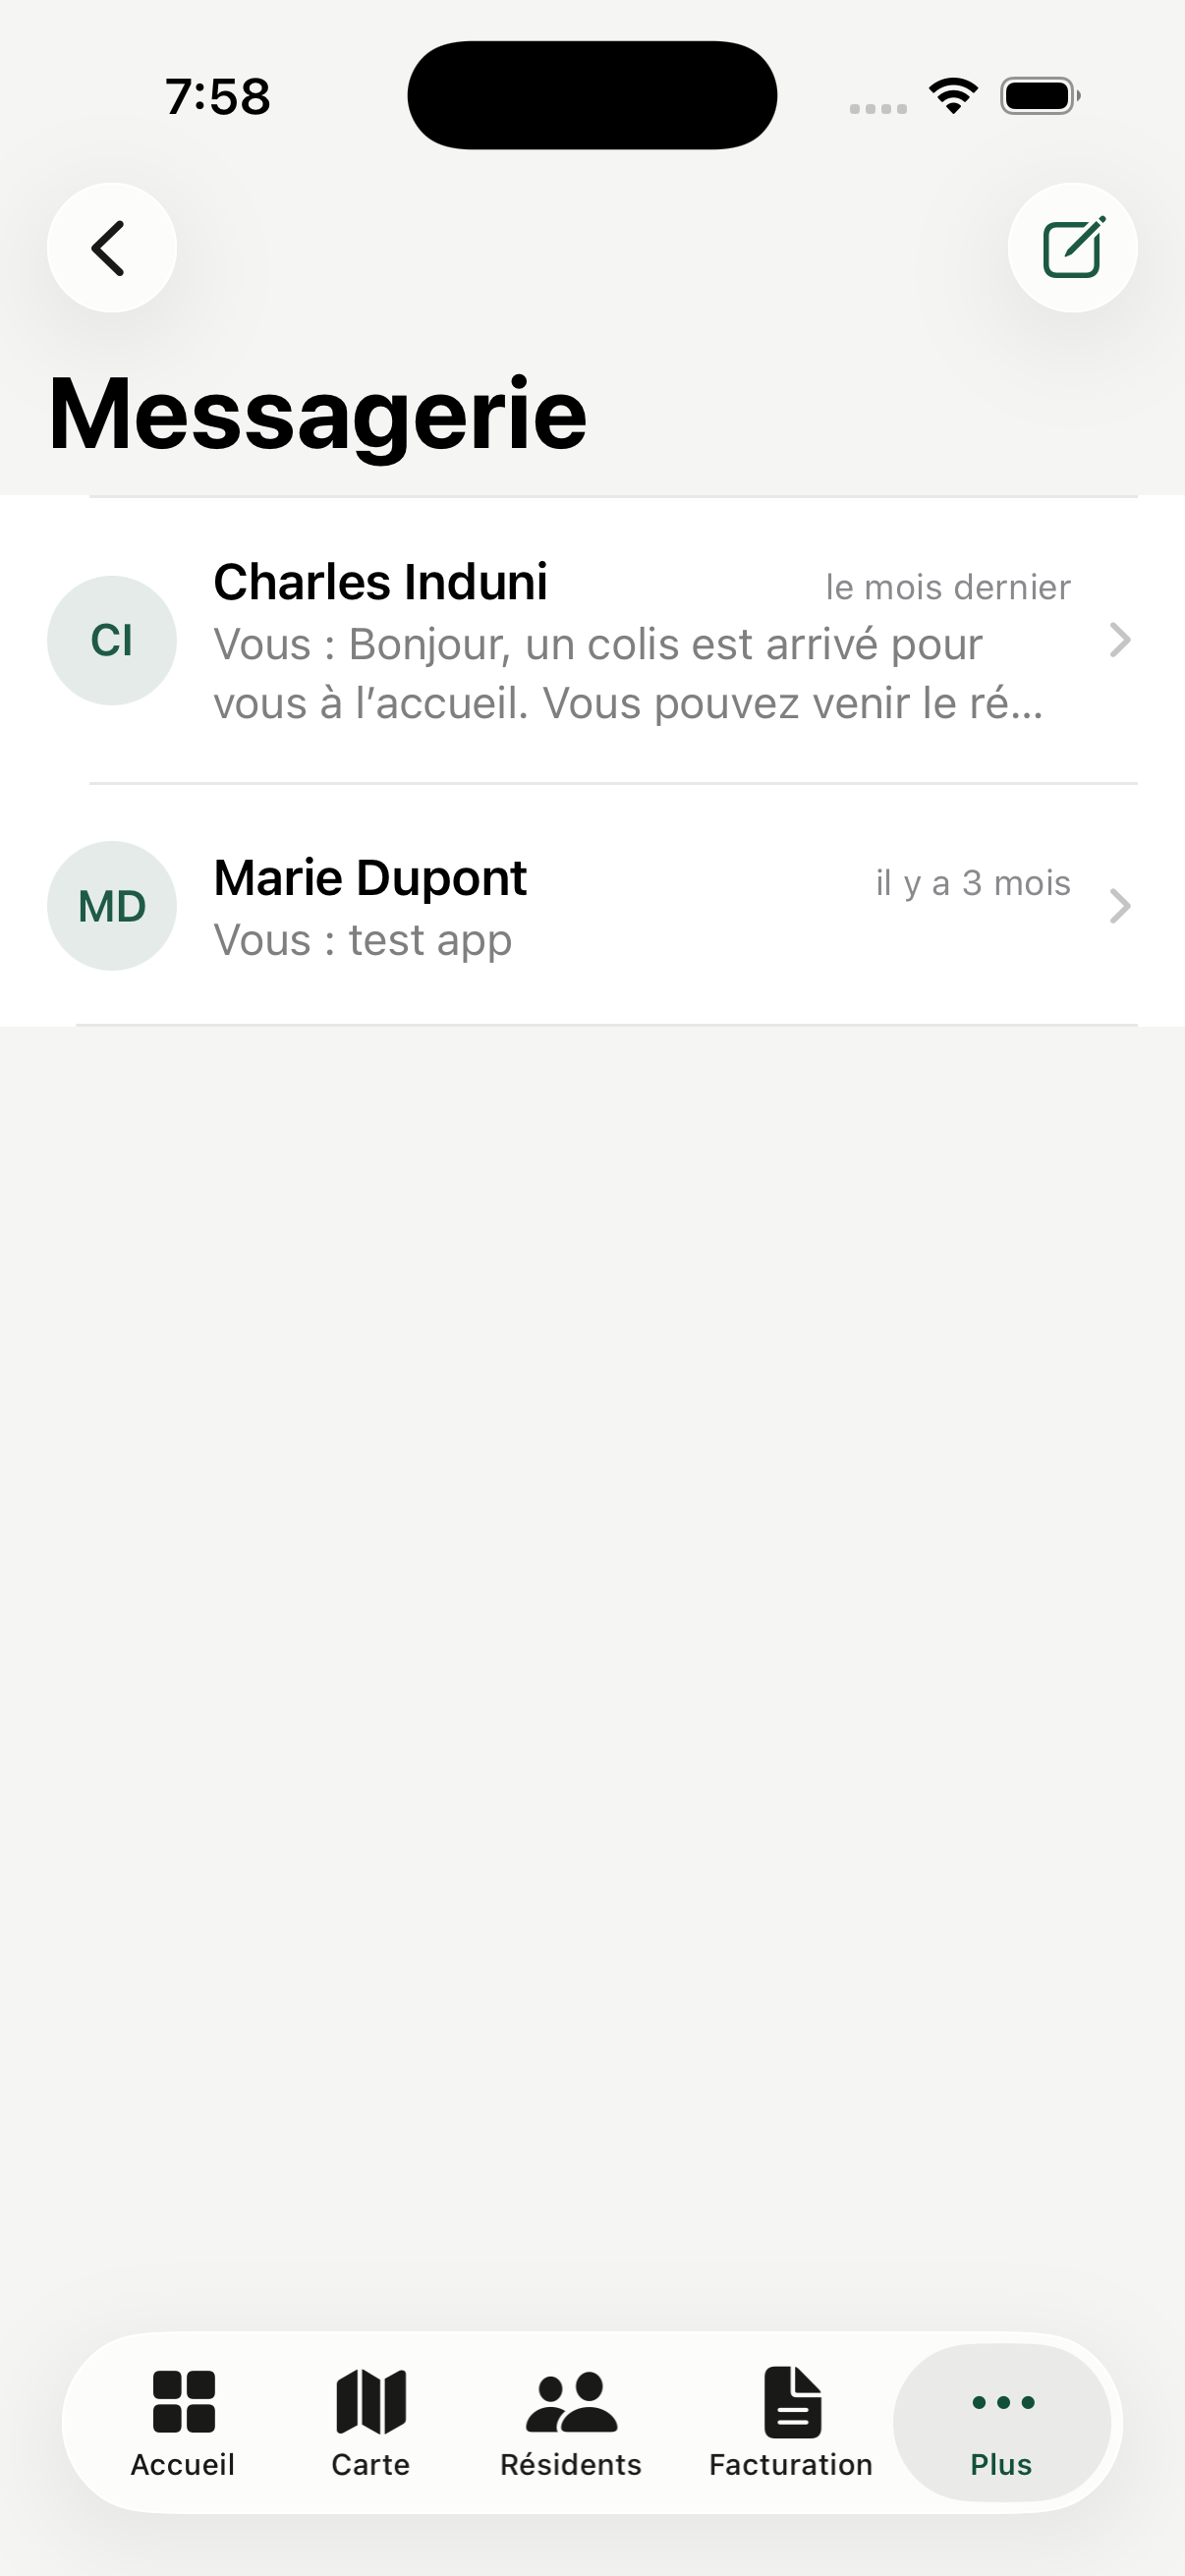 7:58
Messagerie
CI
Charles Induni
le mois dernier
Vous : Bonjour, un colis est arrivé pour
vous à l’accueil. Vous pouvez venir le ré...
MD
Marie Dupont
il y a 3 mois
Vous : test app
Accueil
Carte
Résidents
Facturation
Plus